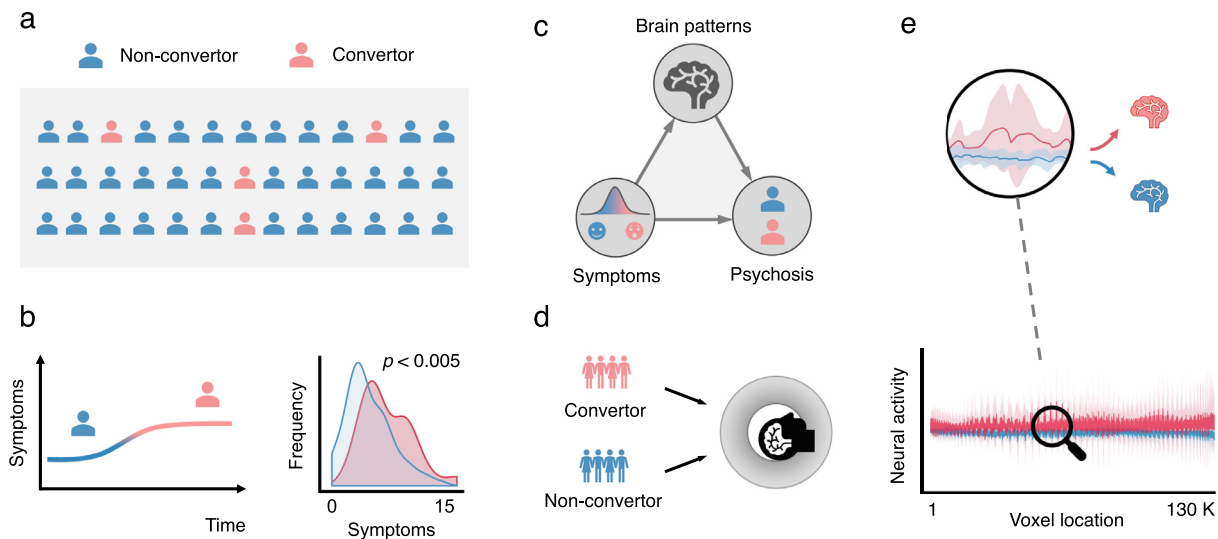 a
Non-convertor
Convertor
b
Symptoms
Time
p < 0.005
Frequency
0
15
Symptoms
c
Brain patterns
Symptoms
Psychosis
d
Convertor
Non-convertor
e
Neural activity
1
130 K
Voxel location